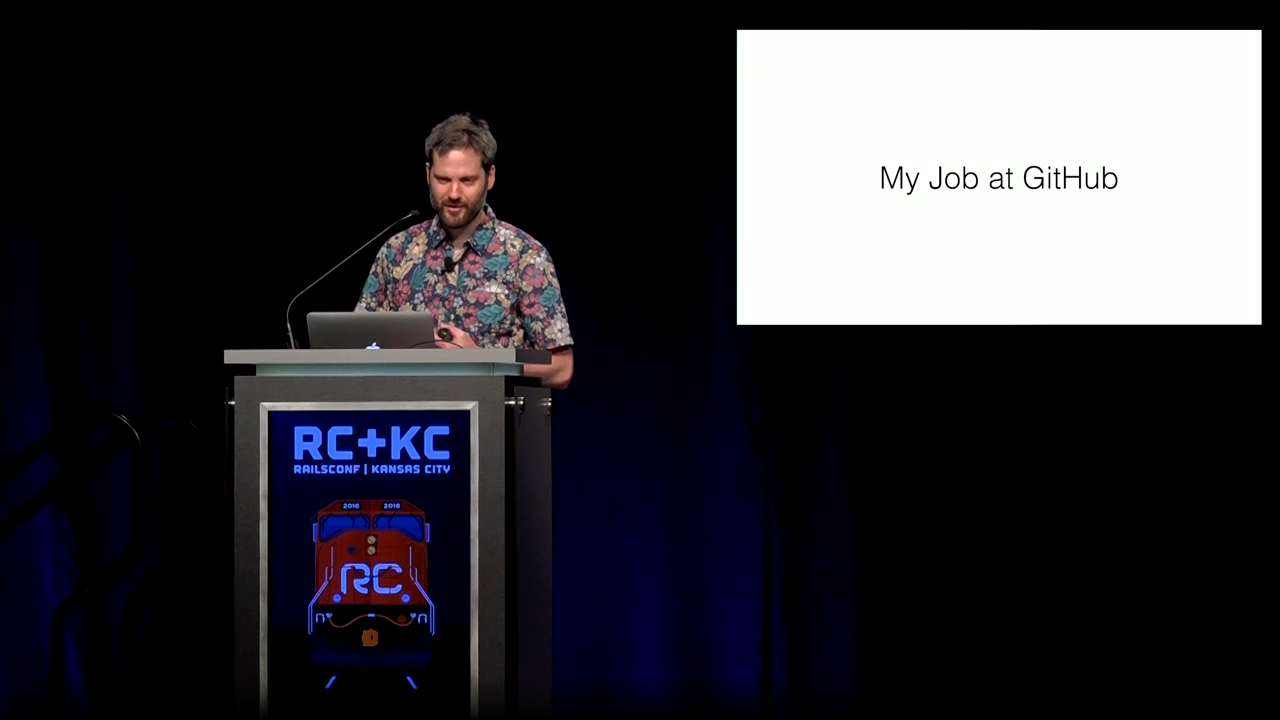 My Job at GitHub
RC+KC
RAILSCONF | KANSAS CITY
2016 2016
RC